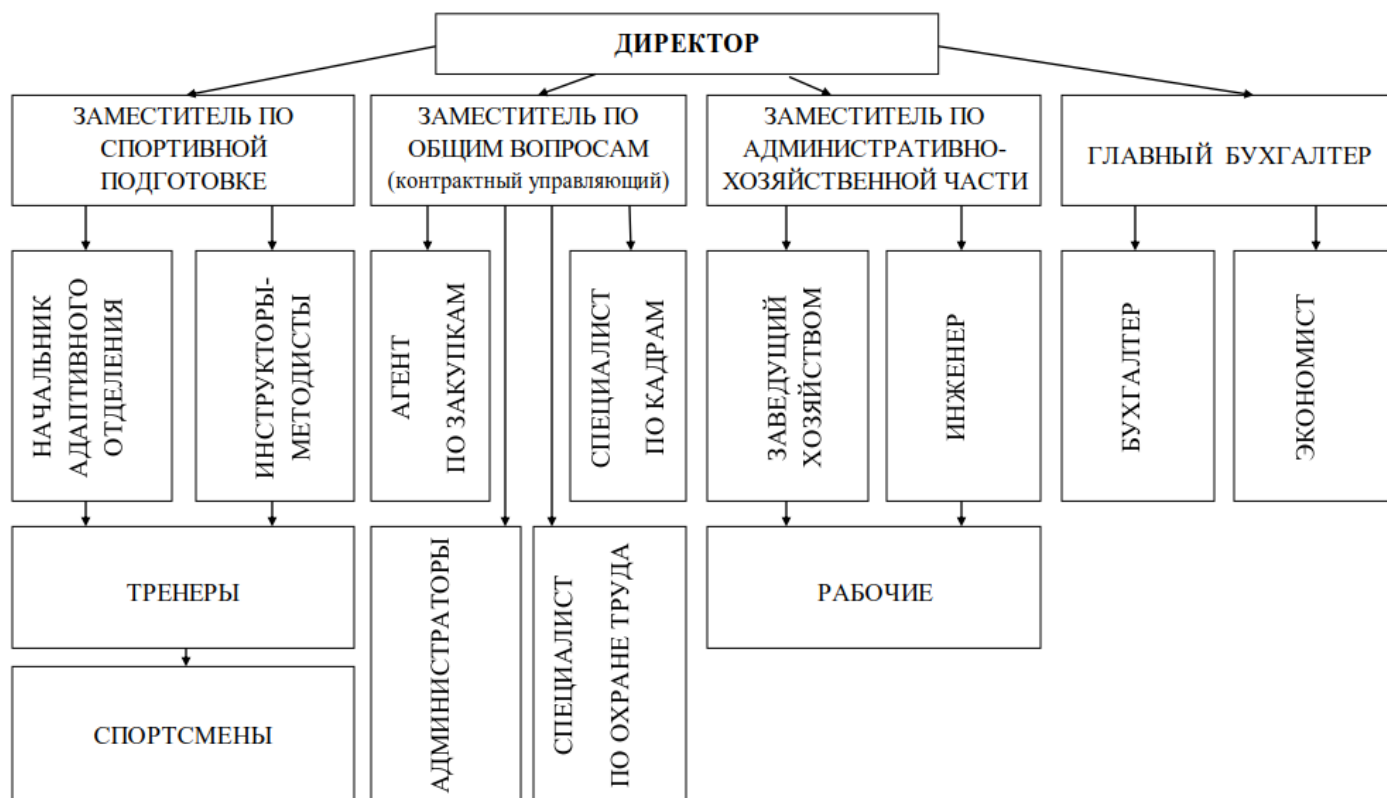 ДИРЕКТОР
ЗАМЕСТИТЕЛЬ ПО
СПОРТИВНОЙ
ПОДГОТОВКЕ
ЗАМЕСТИТЕЛЬ ПО
ОБЩИМ ВОПРОСАМ
(контрактный управляющий)
ЗАМЕСТИТЕЛЬ ПО
АДМИНИСТРАТИВНО-
ХОЗЯЙСТВЕННОЙ ЧАСТИ
ГЛАВНЫЙ БУХГАЛТЕР
НАЧАЛЬНИК
АДАПТИВНОГО
ОТДЕЛЕНИЯ
ИНСТРУКТОРЫ-
МЕТОДИСТЫ
АГЕНТ
ПО ЗАКУПКАМ
СПЕЦИАЛИСТ
ПО КАДРАМ
ЗАВЕДУЩИЙ
ХОЗЯЙСТВОМ
ИНЖЕНЕР
БУХГАЛТЕР
ЭКОНОМИСТ
ТРЕНЕРЫ
АДМИНИСТРАТОРЫ
СПЕЦИАЛИСТ
ПО ОХРАНЕ ТРУДА
РАБОЧИЕ
СПОРТСМЕНЫ